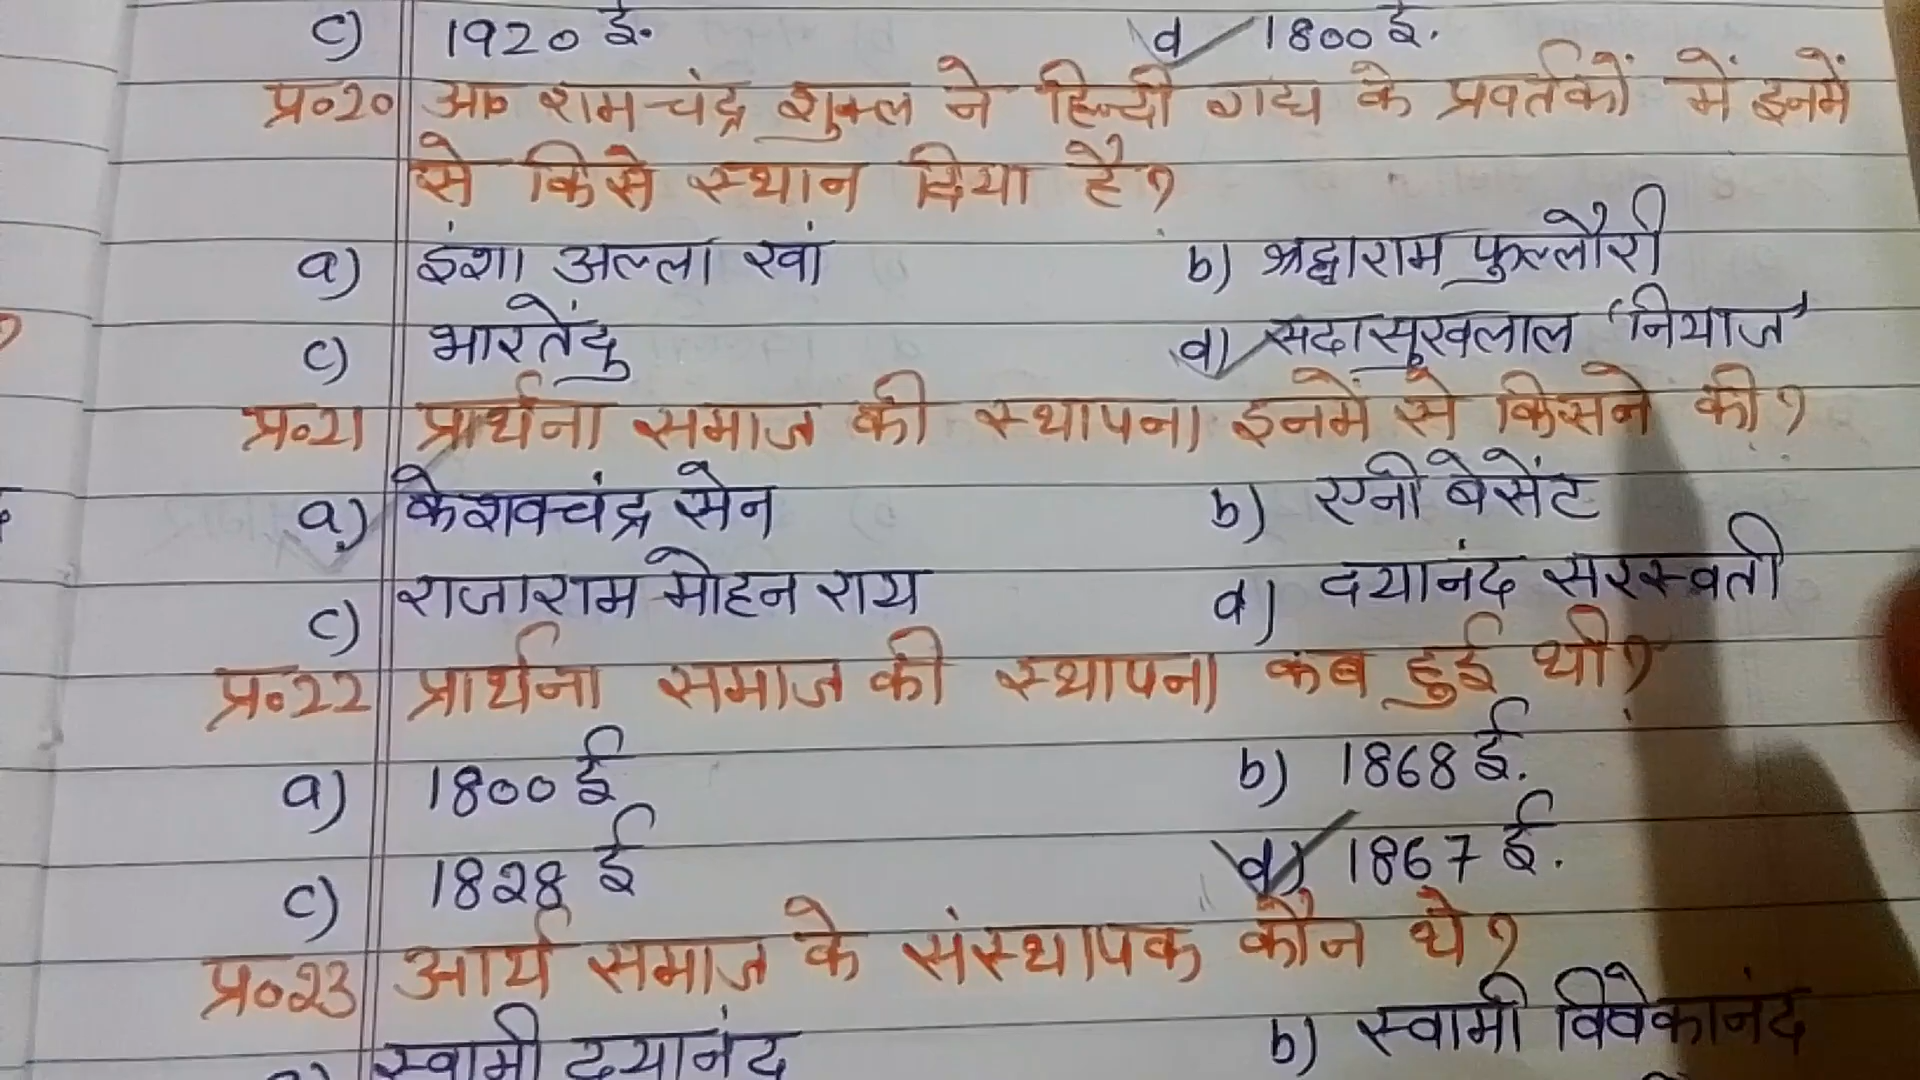 c) 1920 ई. d 1800 ई.
प्र०20 आ० रामचंद्र शुक्ल ने हिन्दी गद्य के प्रवर्तकों में इनमें
से किसे स्थान दिया है?
a) इंशा अल्ला खां b) श्रद्धाराम फुल्लौरी
c) भारतेंदु d) सदासुखलाल 'नियाज'
प्र०21 प्रार्थना समाज की स्थापना इनमें से किसने की?
a) केशवचंद्र सेन b) एनी बेसेंट
c) राजाराम मोहन राय d) दयानंद सरस्वती
प्र०22 प्रार्थना समाज की स्थापना कब हुई थी?
a) 1800 ई b) 1868 ई.
c) 1828 ई d) 1867 ई.
प्र०23 आर्य समाज के संस्थापक कौन थे?
a) स्वामी दयानंद b) स्वामी विवेकानंद